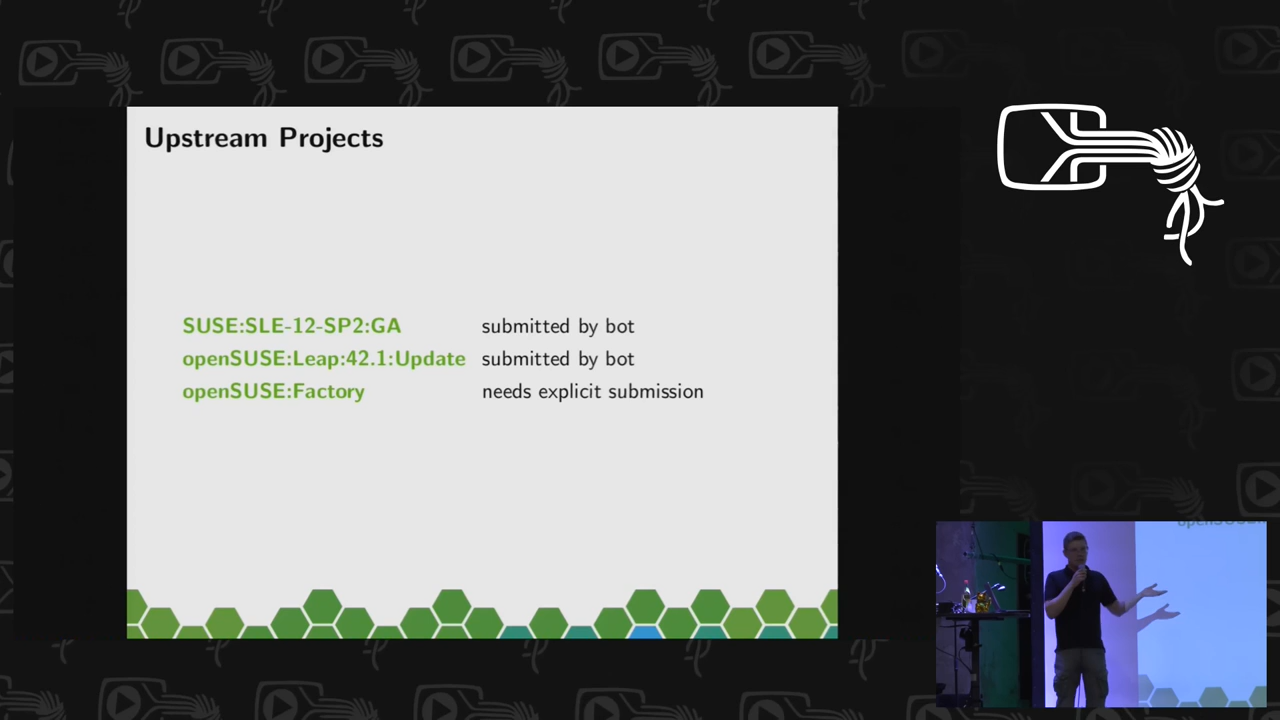 Upstream Projects
SUSE:SLE-12-SP2:GA submitted by bot
openSUSE:Leap:42.1:Update submitted by bot
openSUSE:Factory needs explicit submission
openSUSE